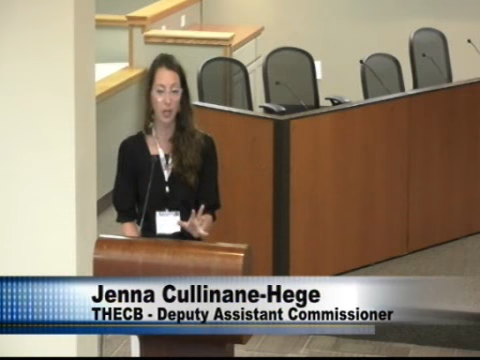 Jenna Cullinane-Hege
THECB - Deputy Assistant Commissioner